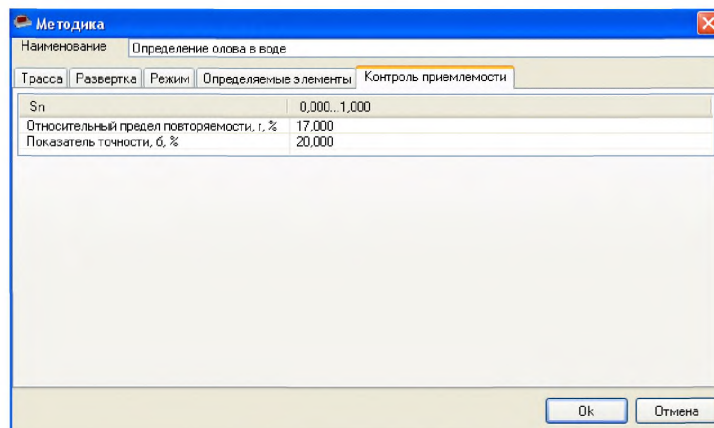 Методика
Наименование Определение олова в воде
Трасса Развертка Режим Определяемые элементы Контроль приемлемости
Sn 0,000...1,000
Относительный предел повторяемости, r, % 17,000
Показатель точности, б, % 20,000
Ok Отмена